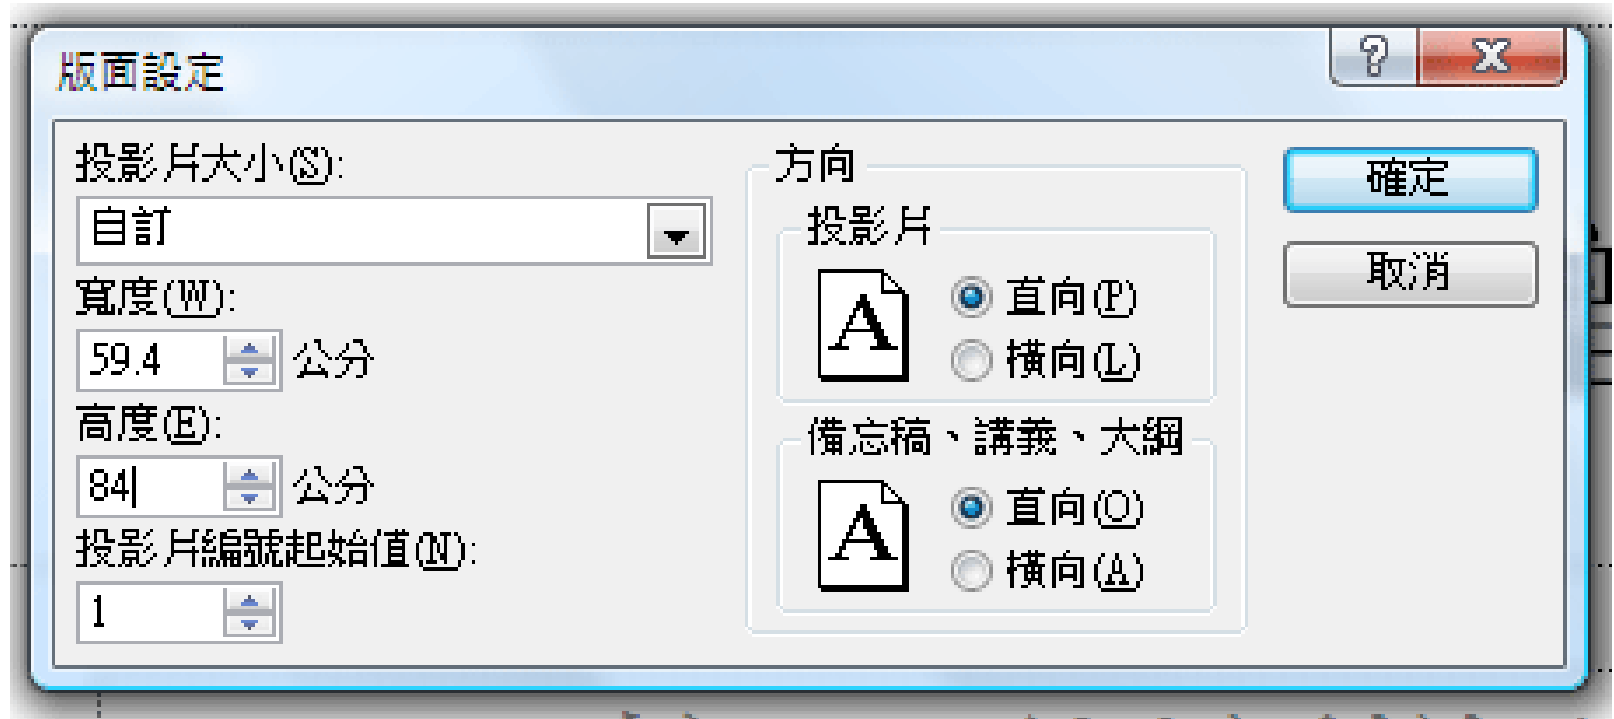 版面設定
投影片大小(S):
自訂
寬度(W):
59.4 公分
高度(E):
84 公分
投影片編號起始值(N):
1
方向
投影片
A
直向(P)
橫向(L)
備忘稿、講義、大綱
A
直向(O)
橫向(A)
確定
取消